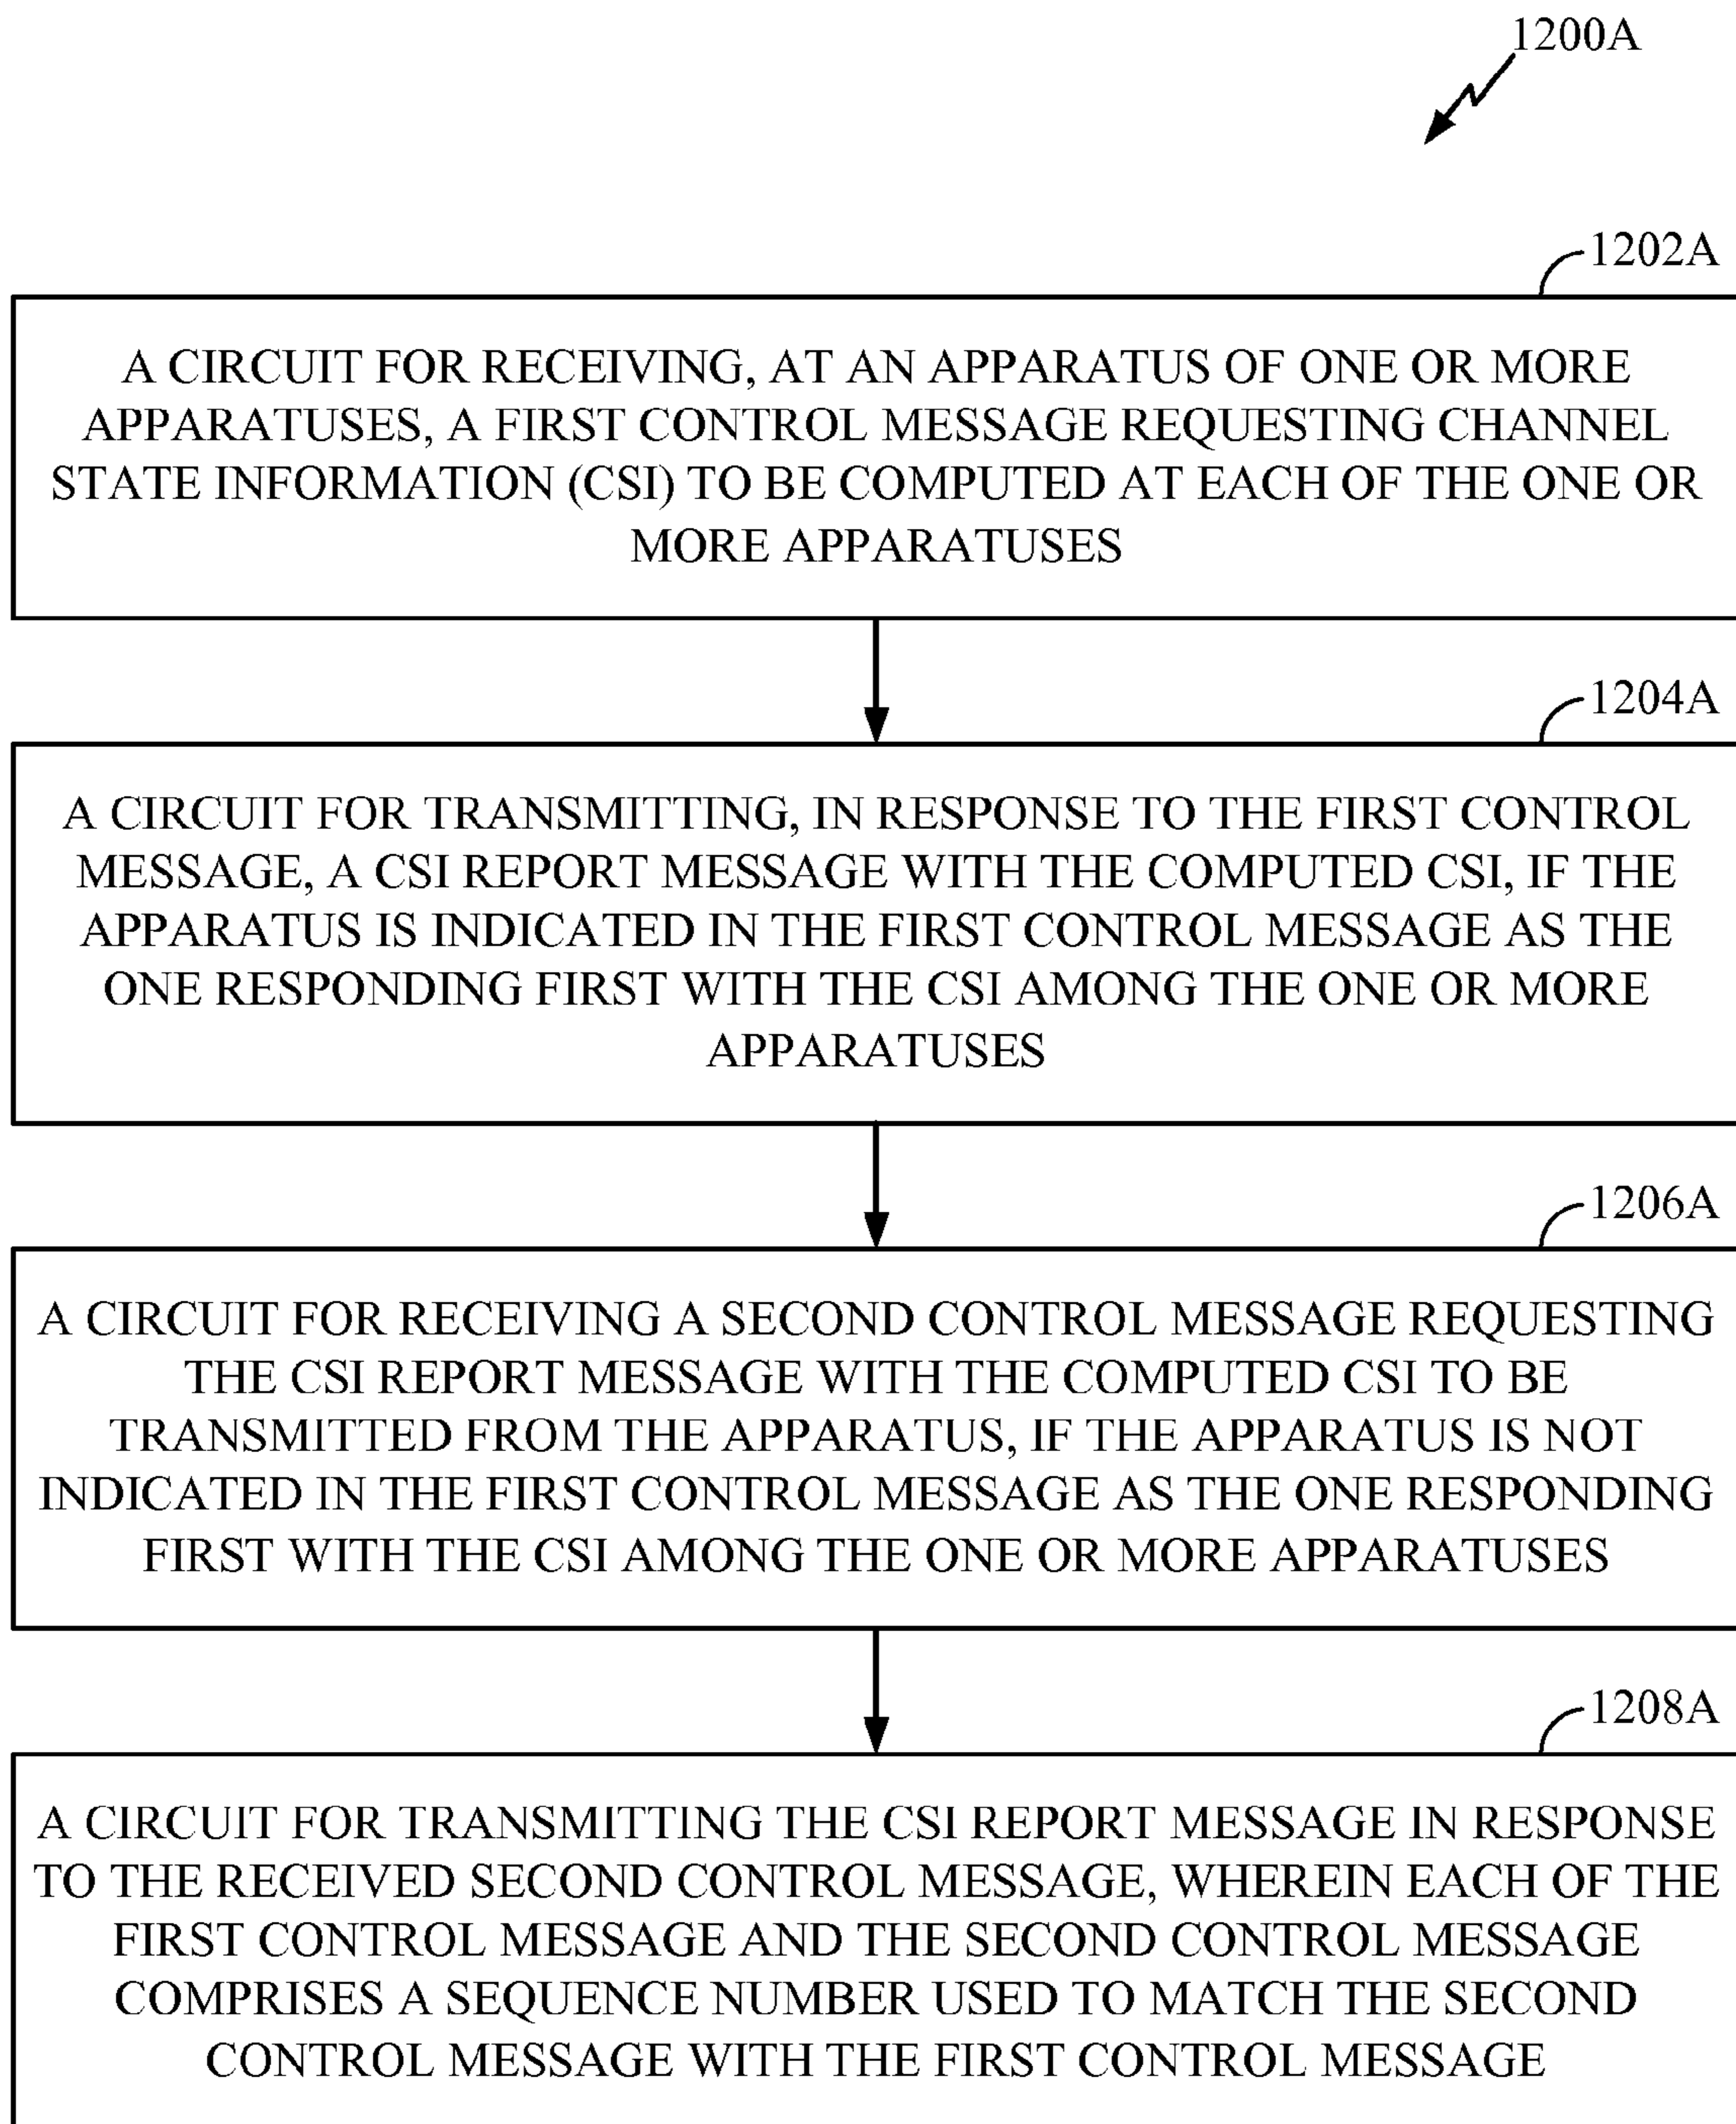 1200A
1202A
A CIRCUIT FOR RECEIVING, AT AN APPARATUS OF ONE OR MORE
APPARATUSES, A FIRST CONTROL MESSAGE REQUESTING CHANNEL
STATE INFORMATION (CSI) TO BE COMPUTED AT EACH OF THE ONE OR
MORE APPARATUSES
1204A
A CIRCUIT FOR TRANSMITTING, IN RESPONSE TO THE FIRST CONTROL
MESSAGE, A CSI REPORT MESSAGE WITH THE COMPUTED CSI, IF THE
APPARATUS IS INDICATED IN THE FIRST CONTROL MESSAGE AS THE
ONE RESPONDING FIRST WITH THE CSI AMONG THE ONE OR MORE
APPARATUSES
1206A
A CIRCUIT FOR RECEIVING A SECOND CONTROL MESSAGE REQUESTING
THE CSI REPORT MESSAGE WITH THE COMPUTED CSI TO BE
TRANSMITTED FROM THE APPARATUS, IF THE APPARATUS IS NOT
INDICATED IN THE FIRST CONTROL MESSAGE AS THE ONE RESPONDING
FIRST WITH THE CSI AMONG THE ONE OR MORE APPARATUSES
1208A
A CIRCUIT FOR TRANSMITTING THE CSI REPORT MESSAGE IN RESPONSE
TO THE RECEIVED SECOND CONTROL MESSAGE, WHEREIN EACH OF THE
FIRST CONTROL MESSAGE AND THE SECOND CONTROL MESSAGE
COMPRISES A SEQUENCE NUMBER USED TO MATCH THE SECOND
CONTROL MESSAGE WITH THE FIRST CONTROL MESSAGE